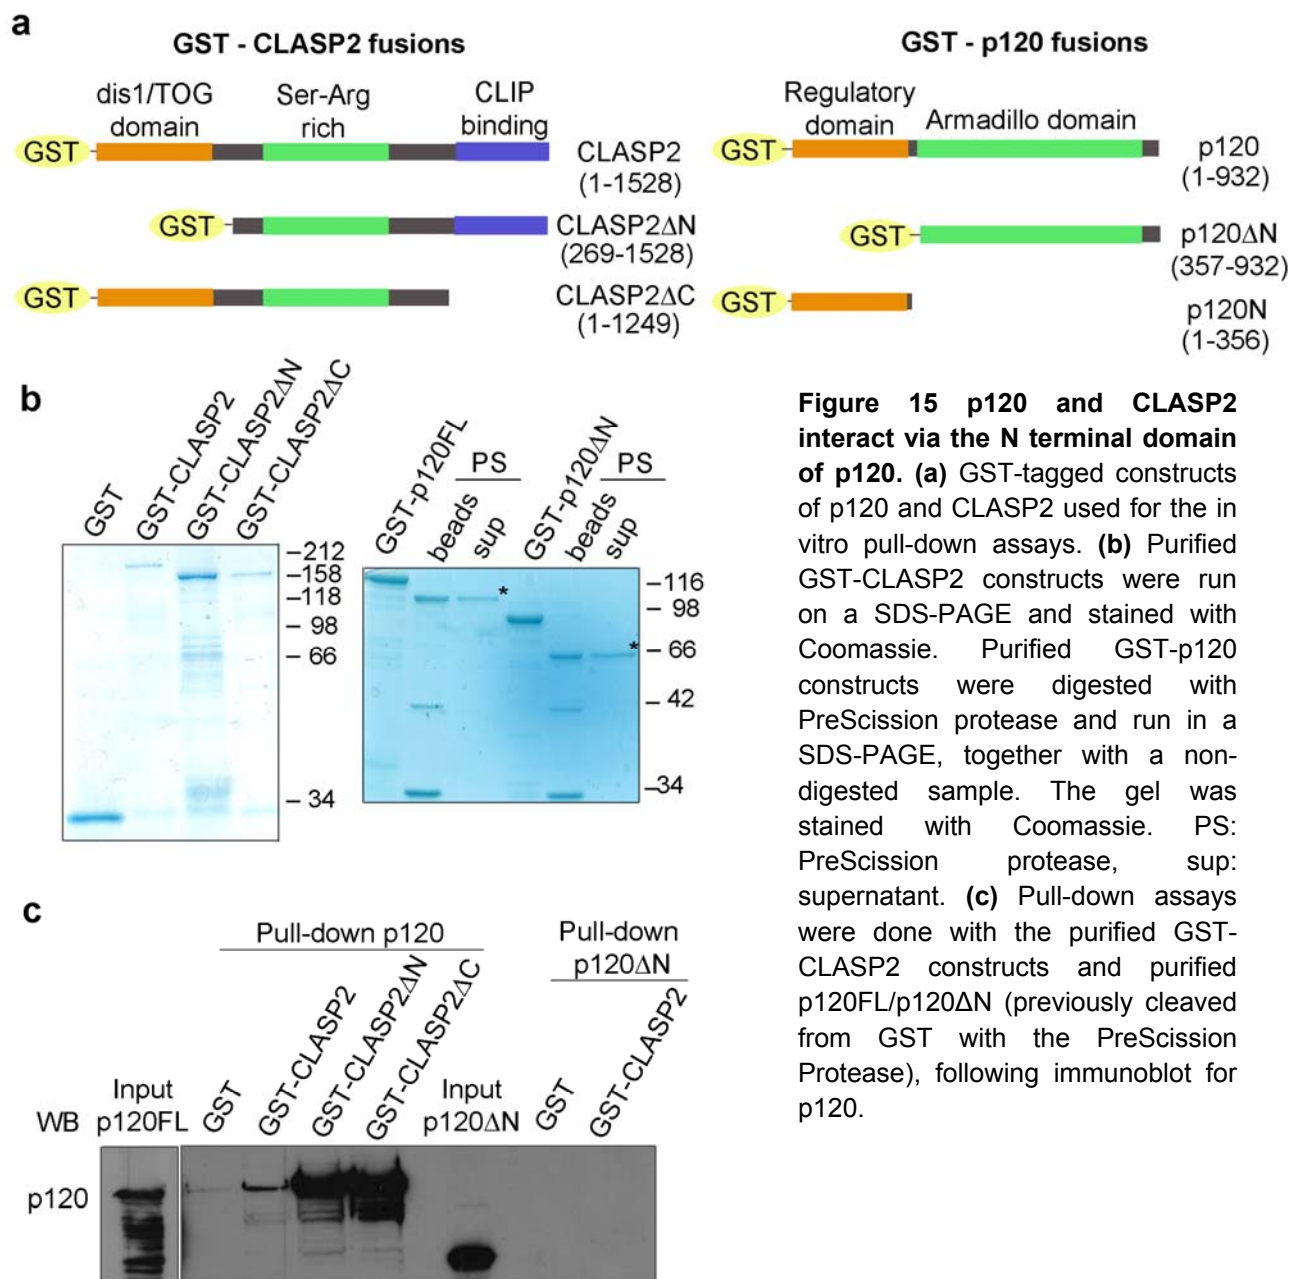 a
GST - CLASP2 fusions
dis1/TOG domain
Ser-Arg rich
CLIP binding
GST
CLASP2
(1-1528)
GST
CLASP2ΔN
(269-1528)
GST
CLASP2ΔC
(1-1249)
GST - p120 fusions
Regulatory domain
Armadillo domain
GST
p120
(1-932)
GST
p120ΔN
(357-932)
GST
p120N
(1-356)
b
GST
GST-CLASP2
GST-CLASP2ΔN
GST-CLASP2ΔC
–212
–158
–118
– 98
– 66
– 34
GST-p120FL
PS
beads
sup
GST-p120ΔN
PS
beads
sup
*
*
–116
– 98
– 66
– 42
–34
c
Pull-down p120
Pull-down
p120ΔN
WB
Input
p120FL
GST
GST-CLASP2
GST-CLASP2ΔN
GST-CLASP2ΔC
Input
p120ΔN
GST
GST-CLASP2
p120
Figure 15 p120 and CLASP2
interact via the N terminal domain
of p120. (a) GST-tagged constructs
of p120 and CLASP2 used for the in
vitro pull-down assays. (b) Purified
GST-CLASP2 constructs were run
on a SDS-PAGE and stained with
Coomassie. Purified GST-p120
constructs were digested with
PreScission protease and run in a
SDS-PAGE, together with a non-
digested sample. The gel was
stained with Coomassie. PS:
PreScission protease, sup:
supernatant. (c) Pull-down assays
were done with the purified GST-
CLASP2 constructs and purified
p120FL/p120ΔN (previously cleaved
from GST with the PreScission
Protease), following immunoblot for
p120.